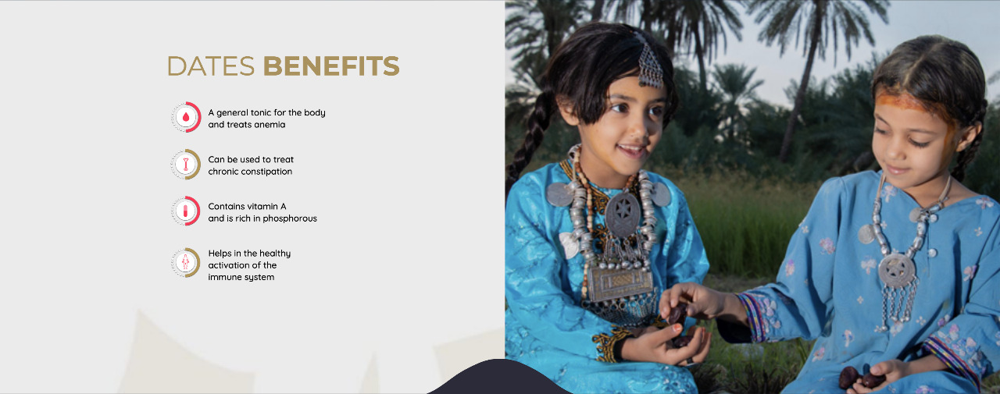 DATES BENEFITS
A general tonic for the body
and treats anemia
Can be used to treat
chronic constipation
Contains vitamin A
and is rich in phosphorous
Helps in the healthy
activation of the
immune system